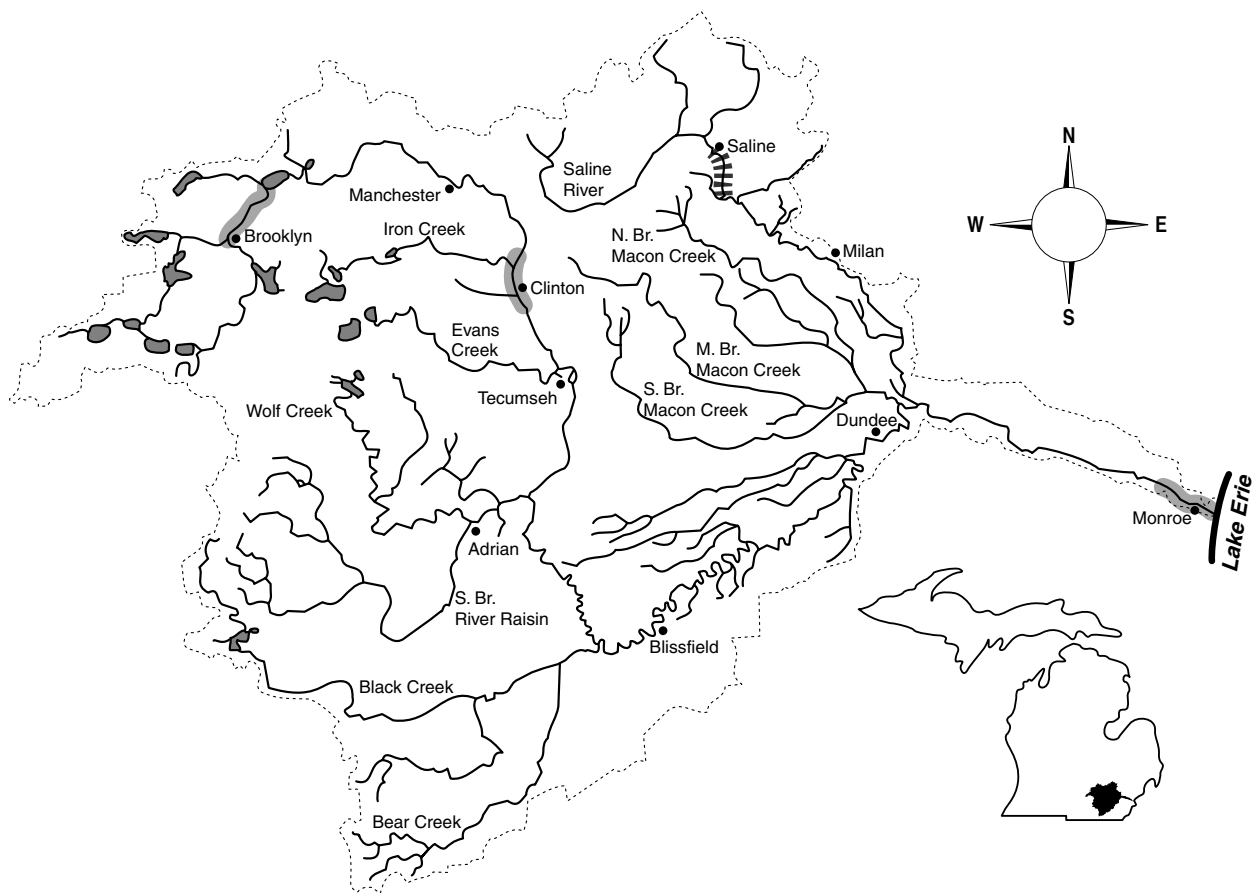 N
Saline
Saline
River
Manchester
W
E
Iron Creek
Brooklyn
N. Br.
Macon Creek
Milan
Clinton
S
Evans
Creek
M. Br.
Macon Creek
Tecumseh
S. Br.
Macon Creek
Wolf Creek
Dundee
Monroe
Lake Erie
Adrian
S. Br.
River Raisin
Blissfield
Black Creek
Bear Creek